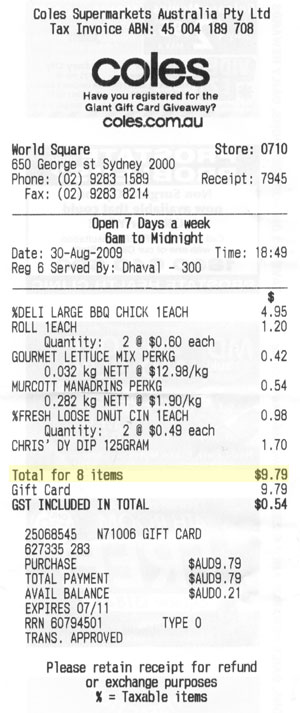 Coles Supermarkets Australia Pty Ltd
Tax Invoice ABN: 45 004 189 708
coles
Have you registered for the
Giant Gift Card Giveaway?
coles.com.au
World Square Store: 0710
650 George st Sydney 2000
Phone: (02) 9283 1589 Receipt: 7945
Fax: (02) 9283 8214
Open 7 Days a week
6am to Midnight
Date: 30-Aug-2009 Time: 18:49
Reg 6 Served By: Dhaval - 300
$
%DELI LARGE BBQ CHICK 1EACH 4.95
ROLL 1EACH 1.20
Quantity: 2 @ $0.60 each
GOURMET LETTUCE MIX PERKG 0.42
0.032 kg NETT @ $12.98/kg
MURCOTT MANADRINS PERKG 0.54
0.282 kg NETT @ $1.90/kg
%FRESH LOOSE DNUT CIN 1EACH 0.98
Quantity: 2 @ $0.49 each
CHRIS' DY DIP 125GRAM 1.70
Total for 8 items $9.79
Gift Card 9.79
GST INCLUDED IN TOTAL $0.54
25068545 N71006 GIFT CARD
627335 283
PURCHASE $AUD9.79
TOTAL PAYMENT $AUD9.79
AVAIL BALANCE $AUD0.21
EXPIRES 07/11
RRN 60794501 TYPE 0
TRANS. APPROVED
Please retain receipt for refund
or exchange purposes
% = Taxable items